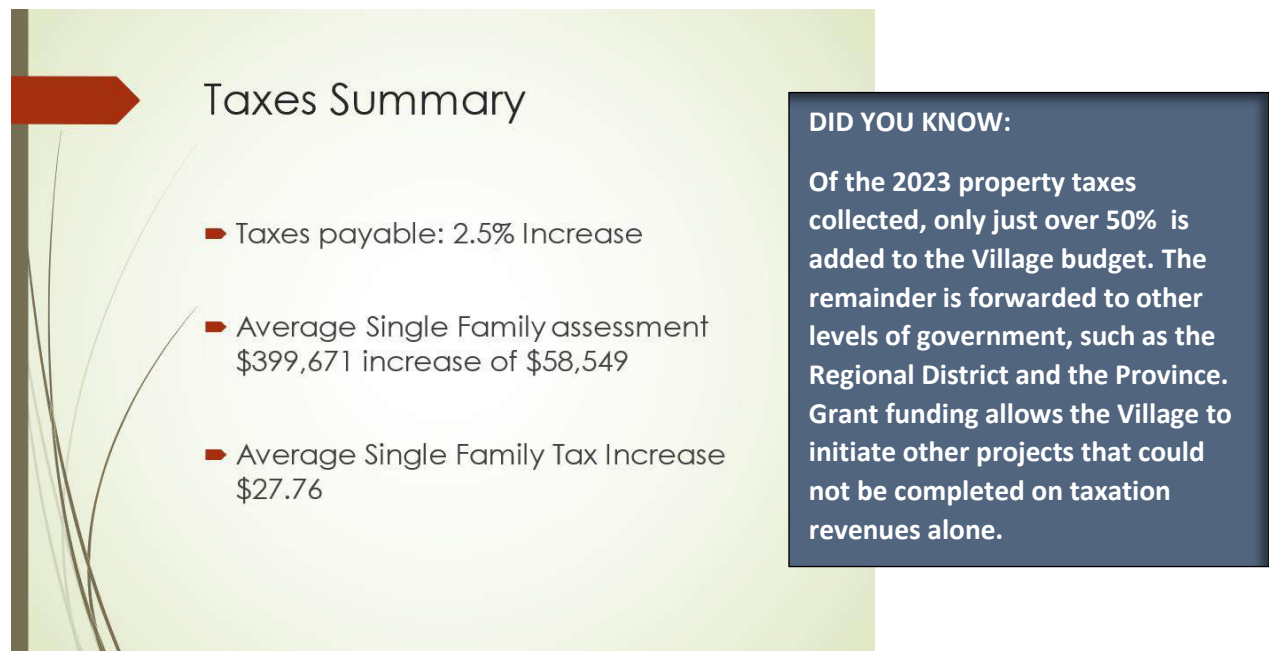 Taxes Summary
Taxes payable: 2.5% Increase
Average Single Family assessment
$399,671 increase of $58,549
Average Single Family Tax Increase
$27.76
DID YOU KNOW:
Of the 2023 property taxes
collected, only just over 50% is
added to the Village budget. The
remainder is forwarded to other
levels of government, such as the
Regional District and the Province.
Grant funding allows the Village to
initiate other projects that could
not be completed on taxation
revenues alone.